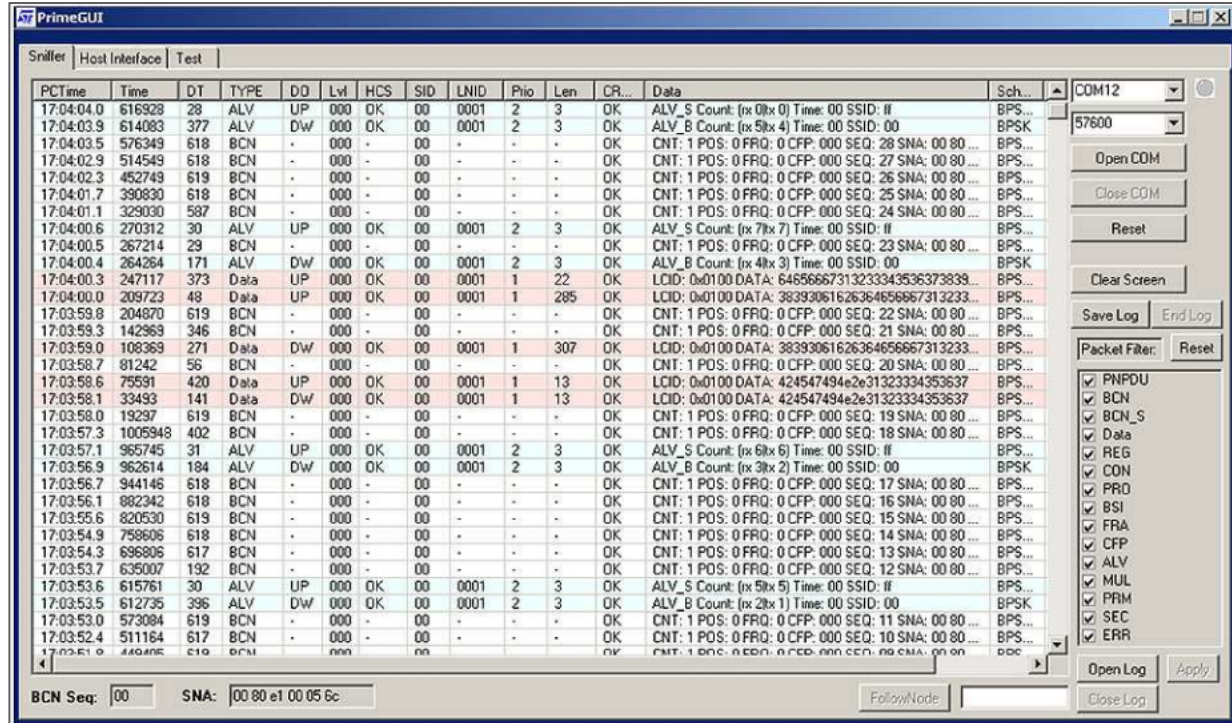 PrimeGUI
Sniffer Host Interface Test
PCTime Time DT TYPE DO Lvl HCS SID LNID Prio Len CR... Data Sch...
17:04:04.0 616928 28 ALV UP 000 OK 00 0001 2 3 OK ALV_S Count: (rx 0|tx 0) Time: 00 SSID: ff BPS...
17:04:03.9 614083 377 ALV DW 000 OK 00 0001 2 3 OK ALV_B Count: (rx 5|tx 4) Time: 00 SSID: 00 BPSK
17:04:03.5 576349 618 BCN - 000 - 00 - - - OK CNT: 1 POS: 0 FRQ: 0 CFP: 000 SEQ: 28 SNA: 00 80 ... BPS...
17:04:02.9 514549 618 BCN - 000 - 00 - - - OK CNT: 1 POS: 0 FRQ: 0 CFP: 000 SEQ: 27 SNA: 00 80 ... BPS...
17:04:02.3 452749 619 BCN - 000 - 00 - - - OK CNT: 1 POS: 0 FRQ: 0 CFP: 000 SEQ: 26 SNA: 00 80 ... BPS...
17:04:01.7 390830 618 BCN - 000 - 00 - - - OK CNT: 1 POS: 0 FRQ: 0 CFP: 000 SEQ: 25 SNA: 00 80 ... BPS...
17:04:01.1 329030 587 BCN - 000 - 00 - - - OK CNT: 1 POS: 0 FRQ: 0 CFP: 000 SEQ: 24 SNA: 00 80 ... BPS...
17:04:00.6 270312 30 ALV UP 000 OK 00 0001 2 3 OK ALV_S Count: (rx 7|tx 7) Time: 00 SSID: ff BPS...
17:04:00.5 267214 29 BCN - 000 - 00 - - - OK CNT: 1 POS: 0 FRQ: 0 CFP: 000 SEQ: 23 SNA: 00 80 ... BPS...
17:04:00.4 264264 171 ALV DW 000 OK 00 0001 2 3 OK ALV_B Count: (rx 4|tx 3) Time: 00 SSID: 00 BPSK
17:04:00.3 247117 373 Data UP 000 OK 00 0001 1 22 OK LCID: 0x0100 DATA: 64656667313233343536373839... BPS...
17:04:00.0 209723 48 Data UP 000 OK 00 0001 1 285 OK LCID: 0x0100 DATA: 38393061626364656667313233... BPS...
17:03:59.8 204870 619 BCN - 000 - 00 - - - OK CNT: 1 POS: 0 FRQ: 0 CFP: 000 SEQ: 22 SNA: 00 80 ... BPS...
17:03:59.3 142969 346 BCN - 000 - 00 - - - OK CNT: 1 POS: 0 FRQ: 0 CFP: 000 SEQ: 21 SNA: 00 80 ... BPS...
17:03:59.0 108369 271 Data DW 000 OK 00 0001 1 307 OK LCID: 0x0100 DATA: 38393061626364656667313233... BPS...
17:03:58.7 81242 56 BCN - 000 - 00 - - - OK CNT: 1 POS: 0 FRQ: 0 CFP: 000 SEQ: 20 SNA: 00 80 ... BPS...
17:03:58.6 75591 420 Data UP 000 OK 00 0001 1 13 OK LCID: 0x0100 DATA: 424547494e2e31323334353637 BPS...
17:03:58.1 33493 141 Data DW 000 OK 00 0001 1 13 OK LCID: 0x0100 DATA: 424547494e2e31323334353637 BPS...
17:03:58.0 19297 619 BCN - 000 - 00 - - - OK CNT: 1 POS: 0 FRQ: 0 CFP: 000 SEQ: 19 SNA: 00 80 ... BPS...
17:03:57.3 1005948 402 BCN - 000 - 00 - - - OK CNT: 1 POS: 0 FRQ: 0 CFP: 000 SEQ: 18 SNA: 00 80 ... BPS...
17:03:57.1 965745 31 ALV UP 000 OK 00 0001 2 3 OK ALV_S Count: (rx 6|tx 6) Time: 00 SSID: ff BPS...
17:03:56.9 962614 184 ALV DW 000 OK 00 0001 2 3 OK ALV_B Count: (rx 3|tx 2) Time: 00 SSID: 00 BPSK
17:03:56.7 944146 618 BCN - 000 - 00 - - - OK CNT: 1 POS: 0 FRQ: 0 CFP: 000 SEQ: 17 SNA: 00 80 ... BPS...
17:03:56.1 882342 618 BCN - 000 - 00 - - - OK CNT: 1 POS: 0 FRQ: 0 CFP: 000 SEQ: 16 SNA: 00 80 ... BPS...
17:03:55.6 820530 619 BCN - 000 - 00 - - - OK CNT: 1 POS: 0 FRQ: 0 CFP: 000 SEQ: 15 SNA: 00 80 ... BPS...
17:03:54.9 758606 618 BCN - 000 - 00 - - - OK CNT: 1 POS: 0 FRQ: 0 CFP: 000 SEQ: 14 SNA: 00 80 ... BPS...
17:03:54.3 696806 617 BCN - 000 - 00 - - - OK CNT: 1 POS: 0 FRQ: 0 CFP: 000 SEQ: 13 SNA: 00 80 ... BPS...
17:03:53.7 635007 192 BCN - 000 - 00 - - - OK CNT: 1 POS: 0 FRQ: 0 CFP: 000 SEQ: 12 SNA: 00 80 ... BPS...
17:03:53.6 615761 30 ALV UP 000 OK 00 0001 2 3 OK ALV_S Count: (rx 5|tx 5) Time: 00 SSID: ff BPS...
17:03:53.5 612735 396 ALV DW 000 OK 00 0001 2 3 OK ALV_B Count: (rx 2|tx 1) Time: 00 SSID: 00 BPSK
17:03:53.0 573084 619 BCN - 000 - 00 - - - OK CNT: 1 POS: 0 FRQ: 0 CFP: 000 SEQ: 11 SNA: 00 80 ... BPS...
17:03:52.4 511164 617 BCN - 000 - 00 - - - OK CNT: 1 POS: 0 FRQ: 0 CFP: 000 SEQ: 10 SNA: 00 80 ... BPS...
17:03:51.8 449405 619 BCN 000 00 OK CNT: 1 POS: 0 FRQ: 0 CFP: 000 SEQ: 09 SNA: 00 80 BPS
COM12
57600
Open COM
Close COM
Reset
Clear Screen
Save Log End Log
Packet Filter: Reset
PNPDU
BCN
BCN_S
Data
REG
CON
PRO
BSI
FRA
CFP
ALV
MUL
PRM
SEC
ERR
Open Log Apply
Close Log
BCN Seq: 00 SNA: 00 80 e1 00 05 6c FollowNode